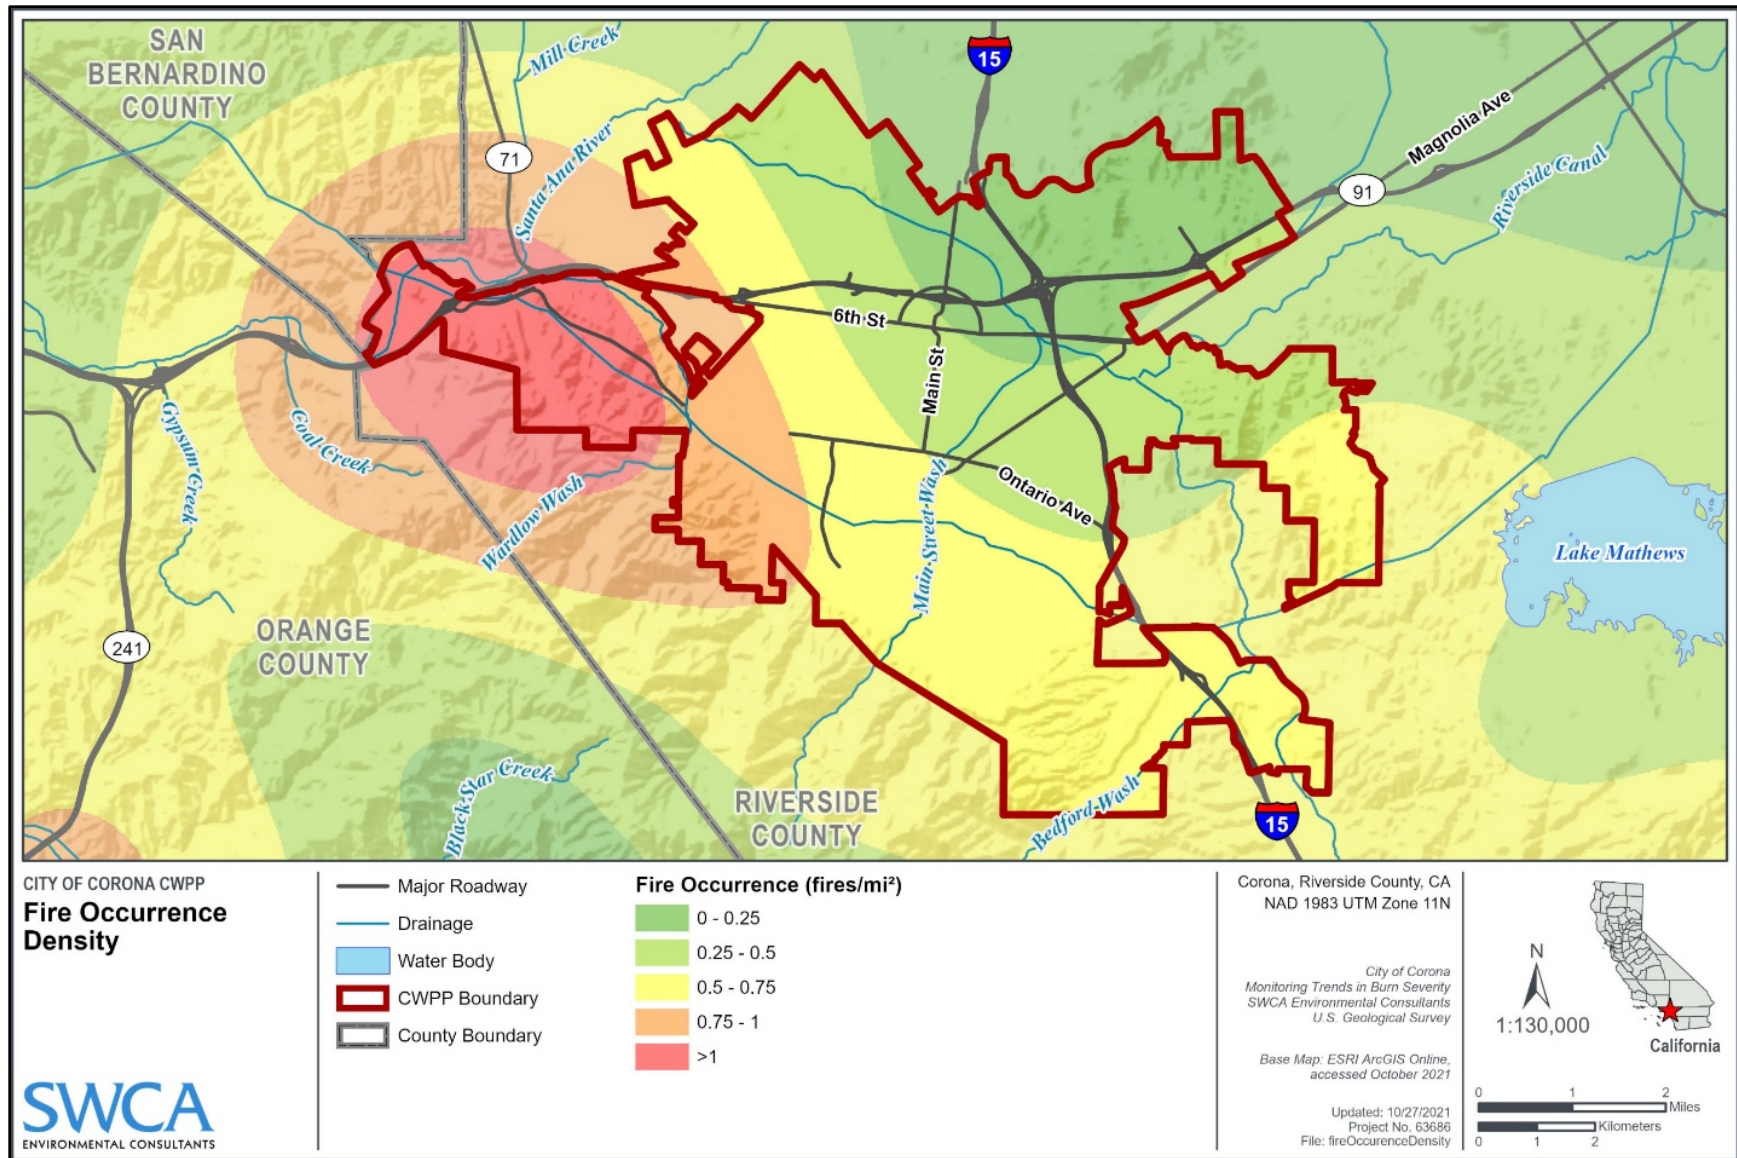 SAN
BERNARDINO
COUNTY
Mill Creek
15
71
Santa Ana River
Magnolia Ave
91
Riverside Canal
6th St
Main St
Gypsum Creek
Coal Creek
Wardlow Wash
Main Street Wash
Ontario Ave
Lake Mathews
241
ORANGE
COUNTY
Black Star Creek
RIVERSIDE
COUNTY
Bedford Wash
15
CITY OF CORONA CWPP
Fire Occurrence
Density
SWCA
ENVIRONMENTAL CONSULTANTS
Major Roadway
Drainage
Water Body
CWPP Boundary
County Boundary
Fire Occurrence (fires/mi²)
0 - 0.25
0.25 - 0.5
0.5 - 0.75
0.75 - 1
>1
Corona, Riverside County, CA
NAD 1983 UTM Zone 11N
City of Corona
Monitoring Trends in Burn Severity
SWCA Environmental Consultants
U.S. Geological Survey
Base Map: ESRI ArcGIS Online,
accessed October 2021
Updated: 10/27/2021
Project No. 63686
File: fireOccurenceDensity
N
1:130,000
California
0 1 2
Miles
Kilometers
0 1 2